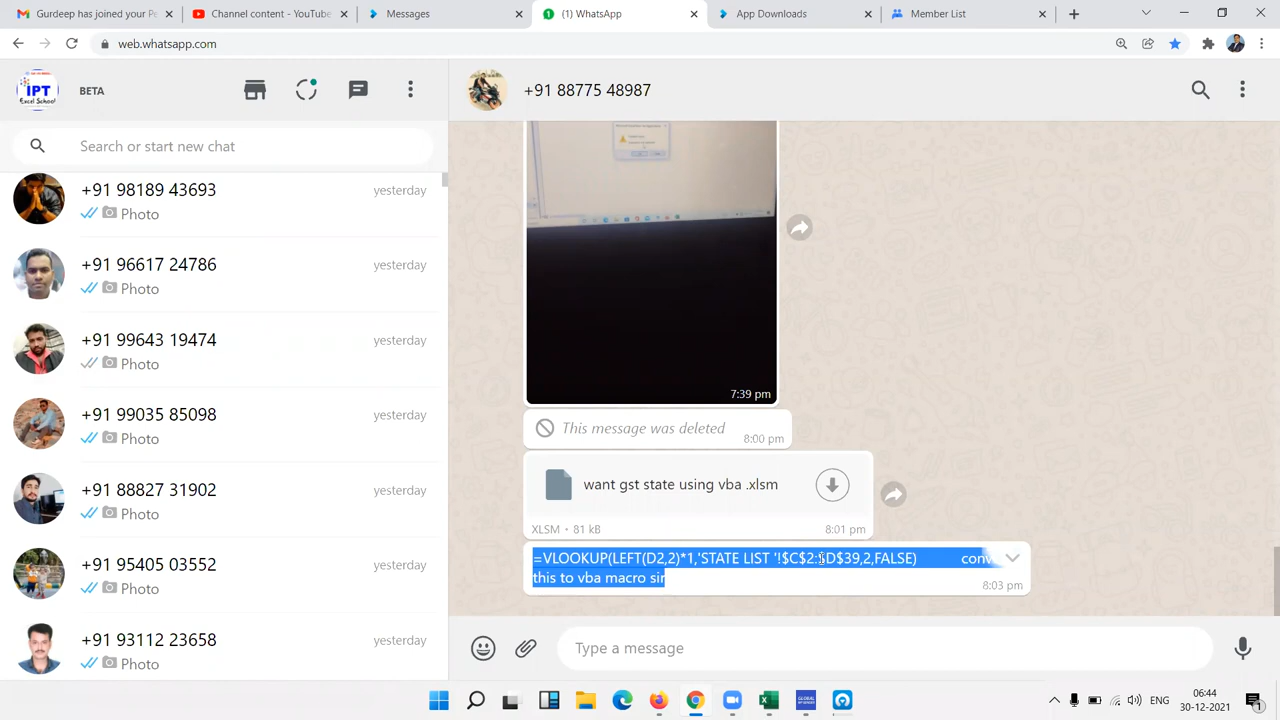 Gurdeep has joined your Pe
Channel content - YouTube
Messages
(1) WhatsApp
App Downloads
Member List
web.whatsapp.com
IPT
Excel School
BETA
+91 88775 48987
Search or start new chat
+91 98189 43693
yesterday
Photo
+91 96617 24786
yesterday
Photo
+91 99643 19474
yesterday
Photo
+91 99035 85098
yesterday
Photo
+91 88827 31902
yesterday
Photo
+91 95405 03552
yesterday
Photo
+91 93112 23658
yesterday
Photo
7:39 pm
This message was deleted
8:00 pm
want gst state using vba .xlsm
XLSM • 81 kB
8:01 pm
=VLOOKUP(LEFT(D2,2)*1,'STATE LIST '!$C$2:$D$39,2,FALSE) conv
this to vba macro sir
8:03 pm
Type a message
ENG
06:44
30-12-2021